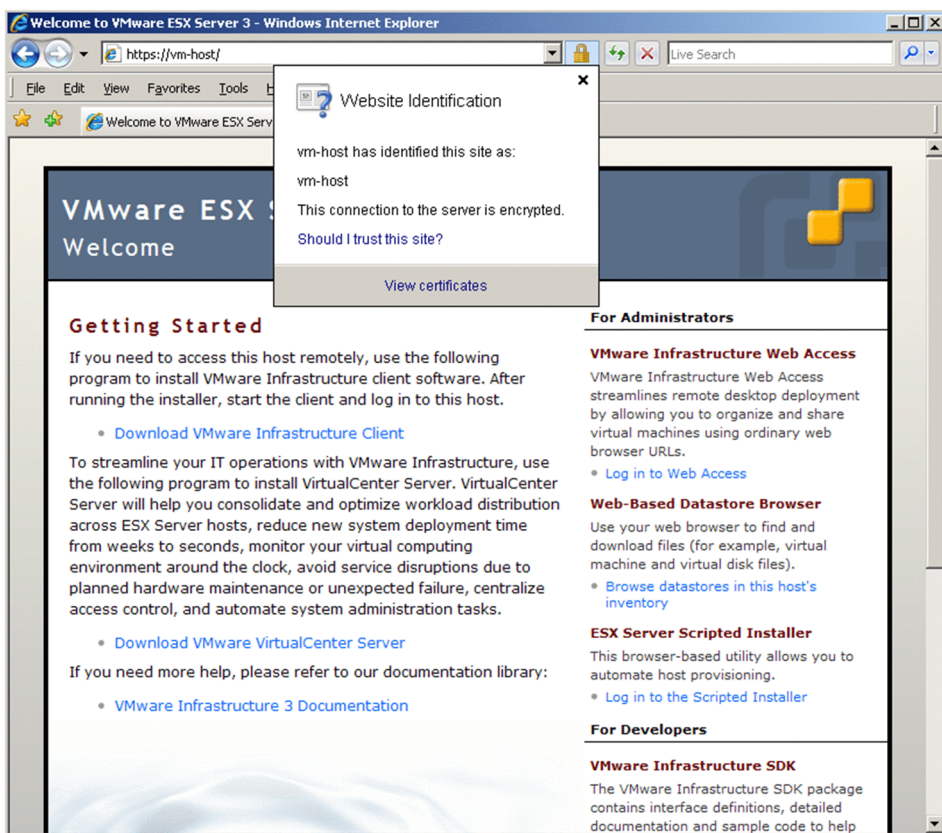 Welcome to VMware ESX Server 3 - Windows Internet Explorer
https://vm-host/
Live Search
File Edit View Favorites Tools H
Welcome to VMware ESX Serv
Website Identification
vm-host has identified this site as:
vm-host
This connection to the server is encrypted.
Should I trust this site?
View certificates
VMware ESX S
Welcome
Getting Started
If you need to access this host remotely, use the following
program to install VMware Infrastructure client software. After
running the installer, start the client and log in to this host.
Download VMware Infrastructure Client
To streamline your IT operations with VMware Infrastructure, use
the following program to install VirtualCenter Server. VirtualCenter
Server will help you consolidate and optimize workload distribution
across ESX Server hosts, reduce new system deployment time
from weeks to seconds, monitor your virtual computing
environment around the clock, avoid service disruptions due to
planned hardware maintenance or unexpected failure, centralize
access control, and automate system administration tasks.
Download VMware VirtualCenter Server
If you need more help, please refer to our documentation library:
VMware Infrastructure 3 Documentation
For Administrators
VMware Infrastructure Web Access
VMware Infrastructure Web Access
streamlines remote desktop deployment
by allowing you to organize and share
virtual machines using ordinary web
browser URLs.
Log in to Web Access
Web-Based Datastore Browser
Use your web browser to find and
download files (for example, virtual
machine and virtual disk files).
Browse datastores in this host's
inventory
ESX Server Scripted Installer
This browser-based utility allows you to
automate host provisioning.
Log in to the Scripted Installer
For Developers
VMware Infrastructure SDK
The VMware Infrastructure SDK package
contains interface definitions, detailed
documentation and sample code to help